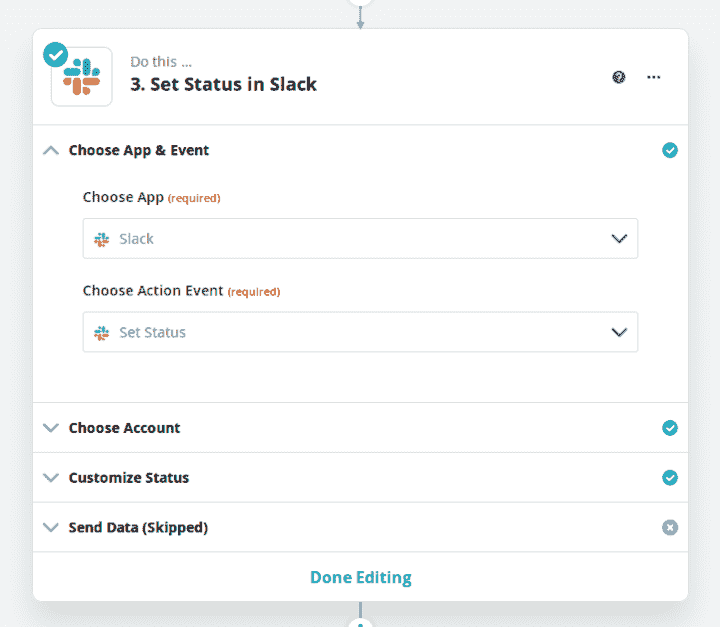 Do this ...
3. Set Status in Slack
Choose App & Event
Choose App (required)
Slack
Choose Action Event (required)
Set Status
Choose Account
Customize Status
Send Data (Skipped)
Done Editing